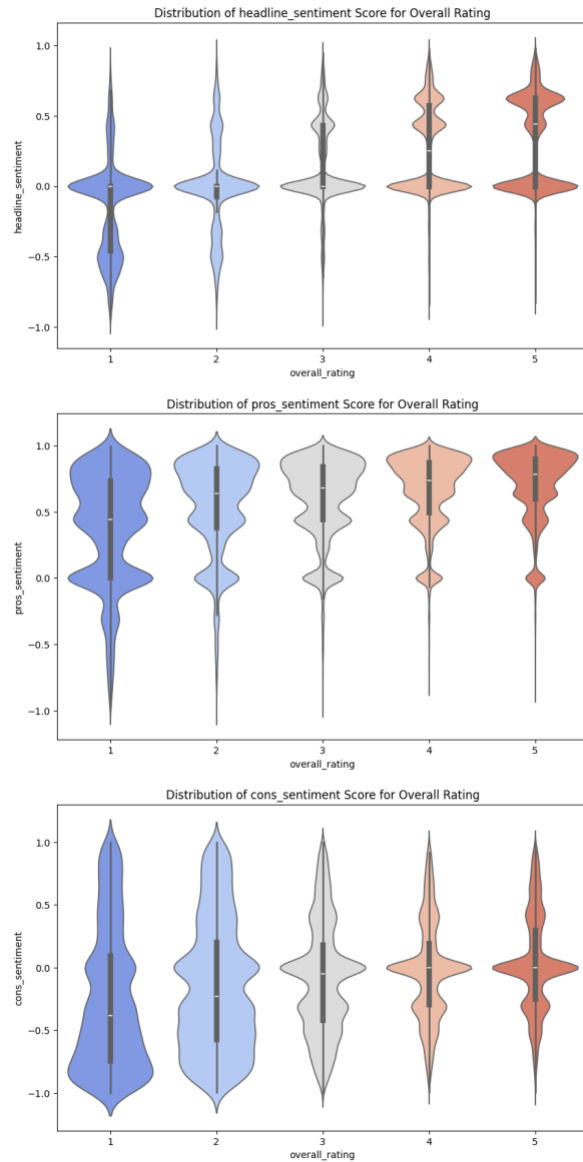 Distribution of headline_sentiment Score for Overall Rating
1.0
0.5
0.0
−0.5
−1.0
headline_sentiment
1 2 3 4 5
overall_rating
Distribution of pros_sentiment Score for Overall Rating
1.0
0.5
0.0
−0.5
−1.0
pros_sentiment
1 2 3 4 5
overall_rating
Distribution of cons_sentiment Score for Overall Rating
1.0
0.5
0.0
−0.5
−1.0
cons_sentiment
1 2 3 4 5
overall_rating